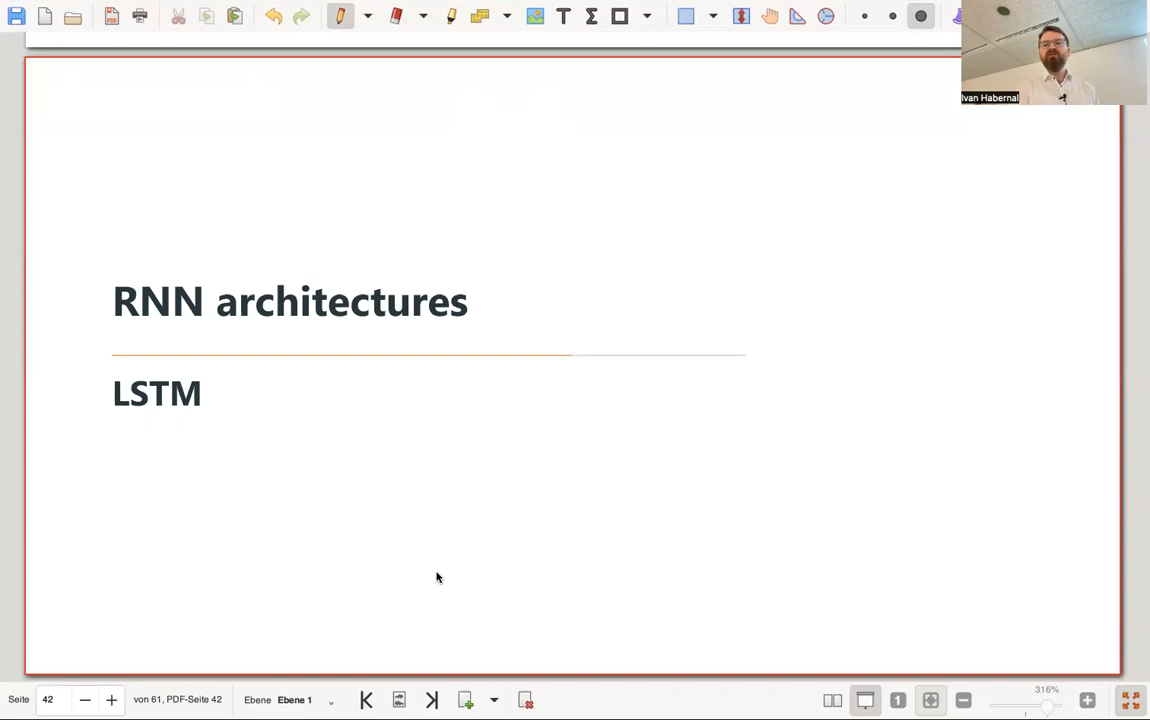 Ivan Habernal
RNN architectures
LSTM
Seite 42 von 61, PDF-Seite 42 Ebene Ebene 1 316%